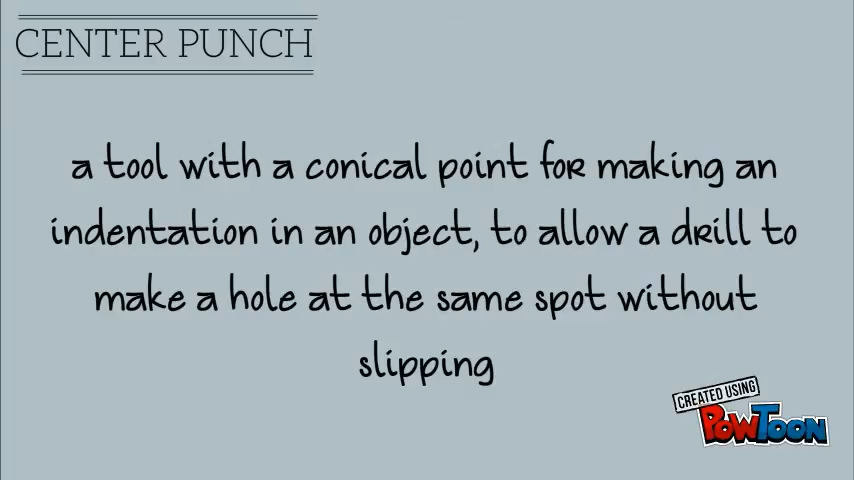 CENTER PUNCH
a tool with a conical point for making an
indentation in an object, to allow a drill to
make a hole at the same spot without
slipping
CREATED USING
POWTOON